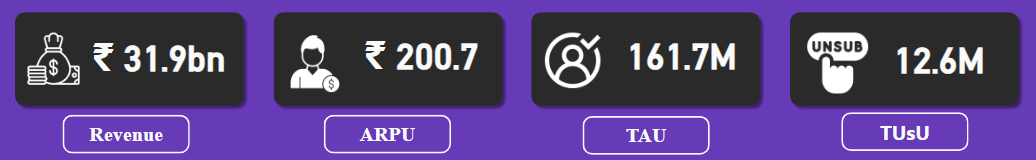 ₹ 31.9bn
₹ 200.7
161.7M
UNSUB
12.6M
Revenue
ARPU
TAU
TUsU